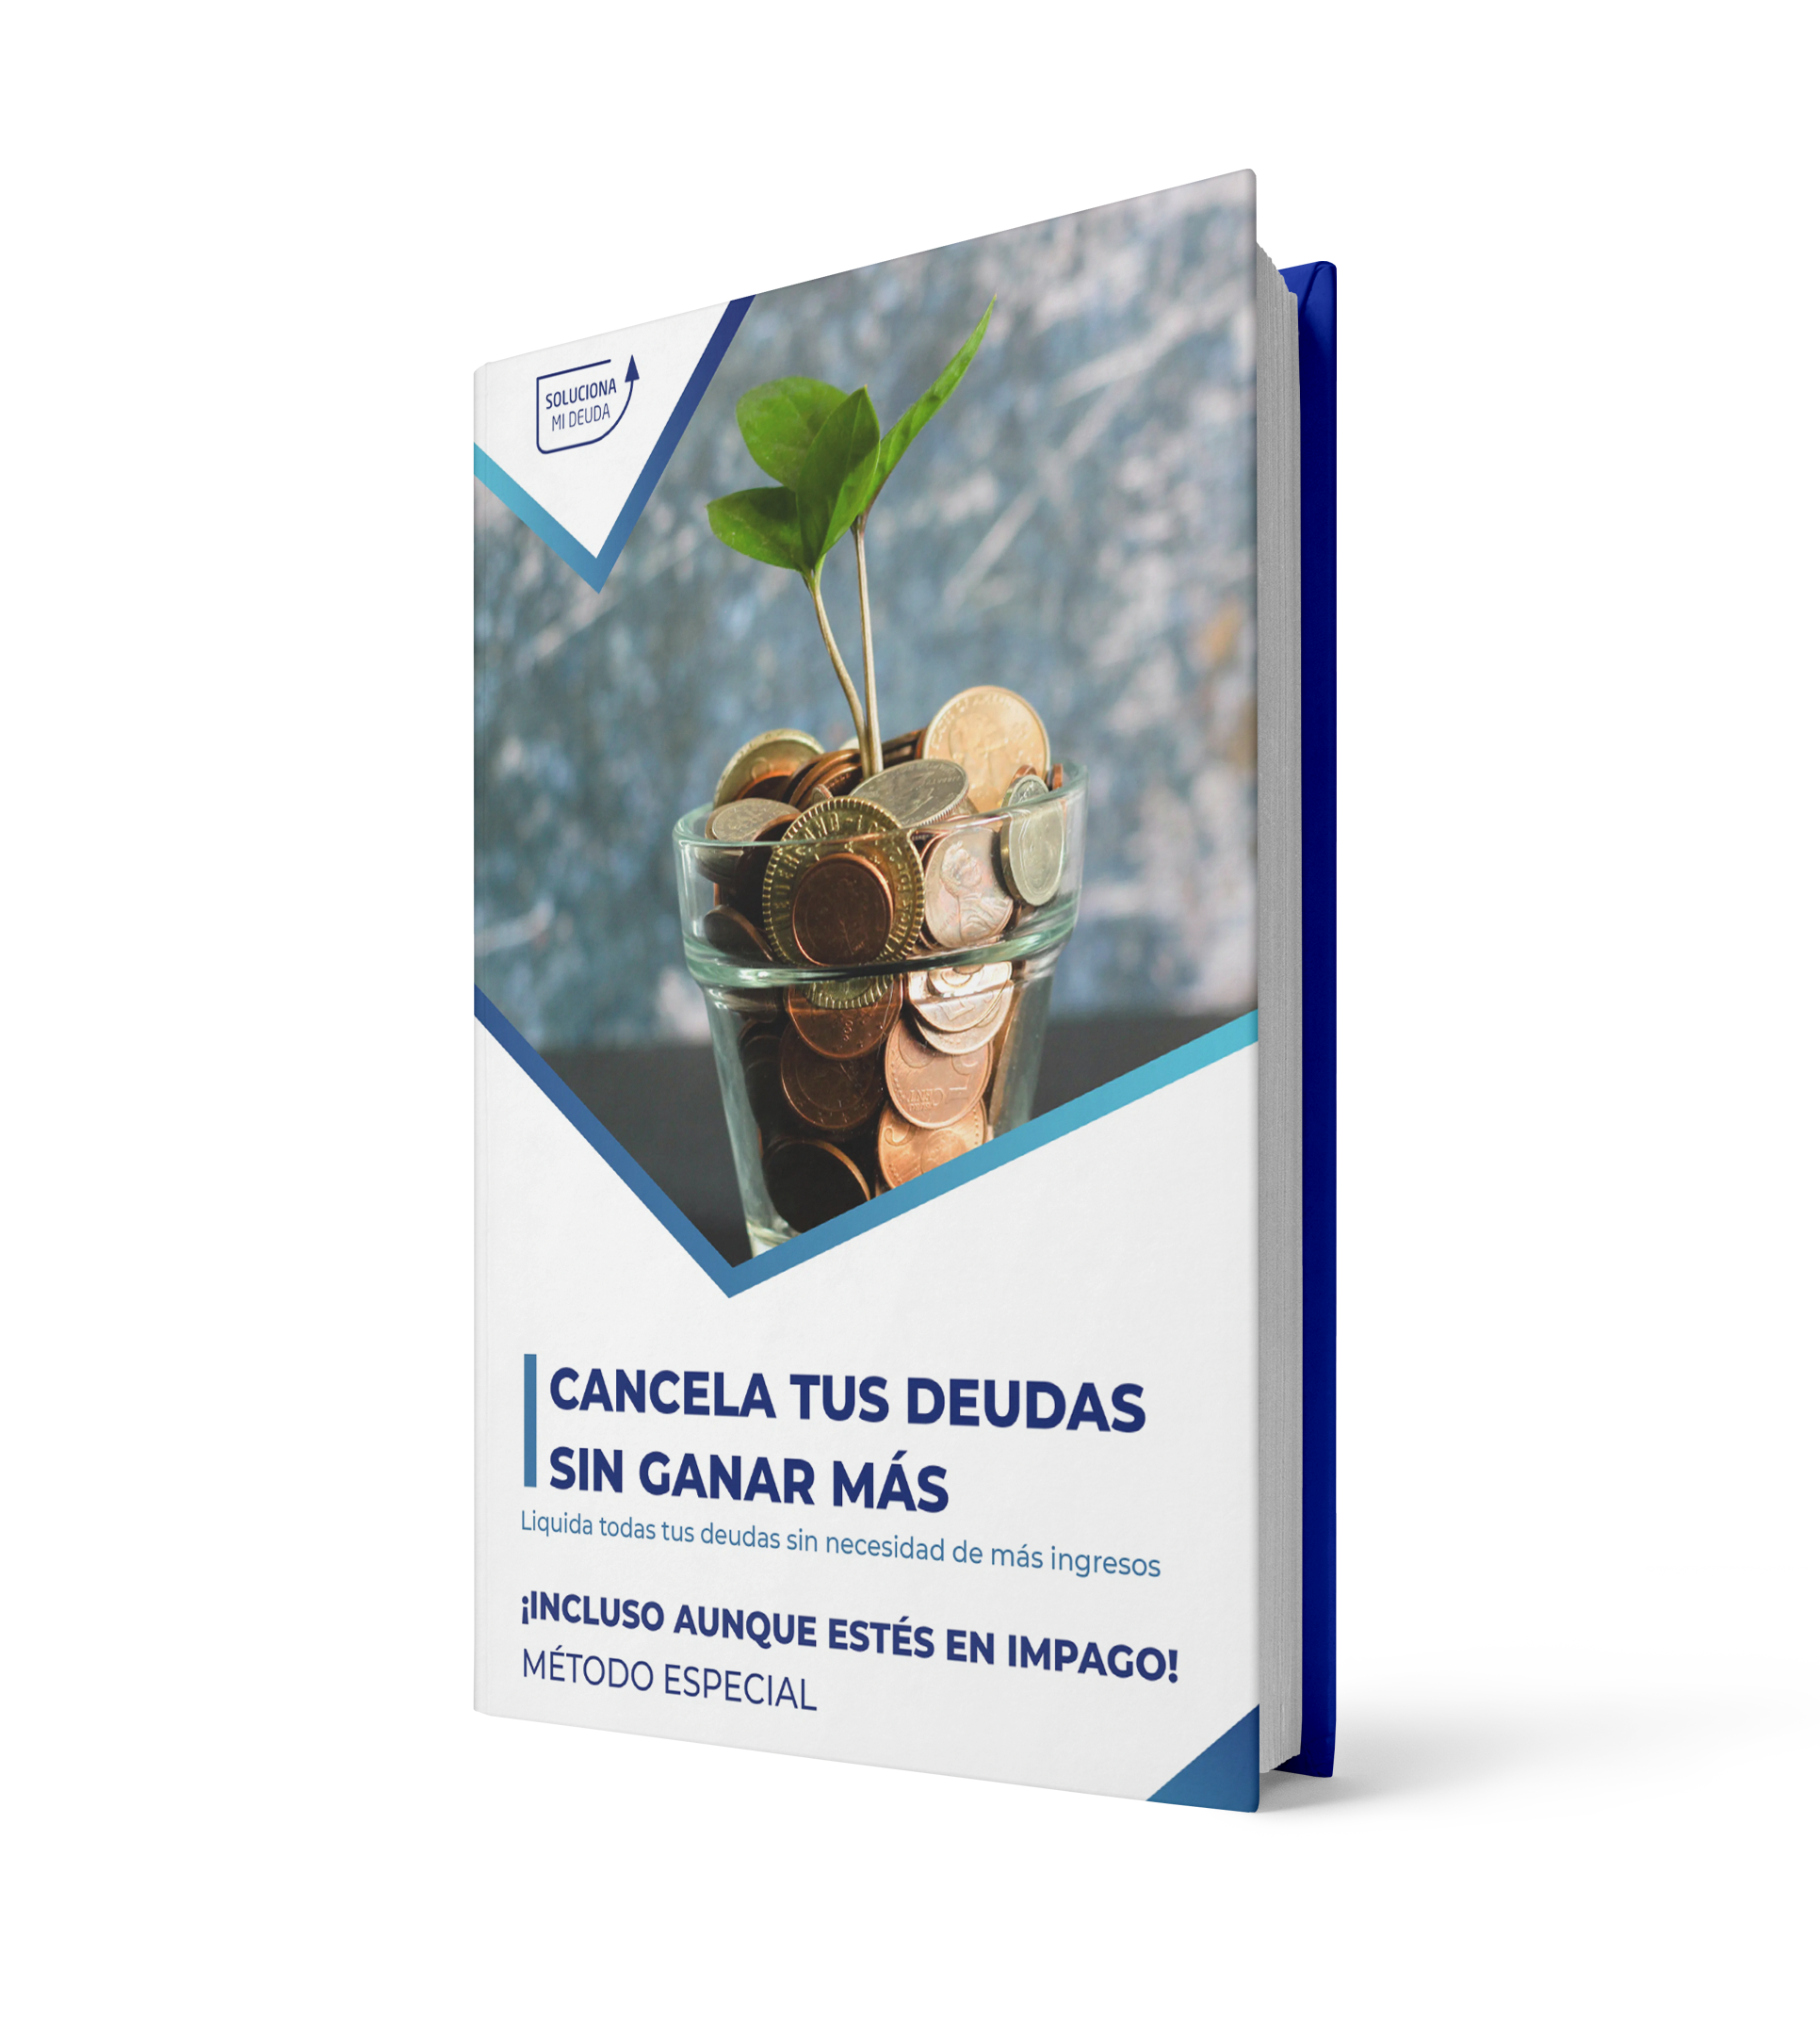 SOLUCIONA
MI DEUDA
CANCELA TUS DEUDAS
SIN GANAR MÁS
Liquida todas tus deudas sin necesidad de más ingresos
¡INCLUSO AUNQUE ESTÉS EN IMPAGO!
MÉTODO ESPECIAL